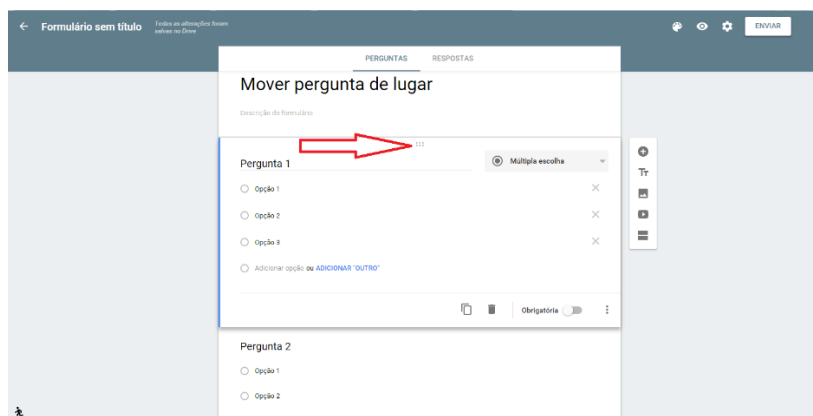 Formulário sem título
Todas as alterações foram
salvas no Drive
ENVIAR
PERGUNTAS RESPOSTAS
Mover pergunta de lugar
Descrição do formulário
Pergunta 1
Múltipla escolha
Opção 1
Opção 2
Opção 3
Adicionar opção ou ADICIONAR "OUTRO"
Obrigatória
Pergunta 2
Opção 1
Opção 2